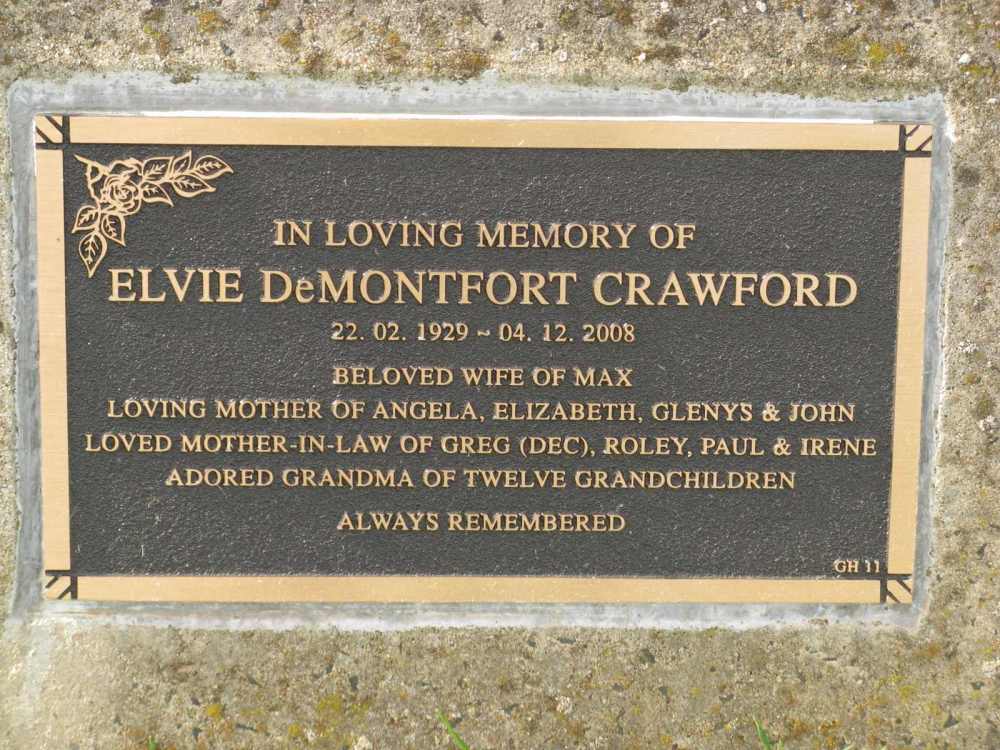 IN LOVING MEMORY OF
ELVIE DeMONTFORT CRAWFORD
22. 02. 1929 ~ 04. 12. 2008
BELOVED WIFE OF MAX
LOVING MOTHER OF ANGELA, ELIZABETH, GLENYS & JOHN
LOVED MOTHER-IN-LAW OF GREG (DEC), ROLEY, PAUL & IRENE
ADORED GRANDMA OF TWELVE GRANDCHILDREN
ALWAYS REMEMBERED
GH 11